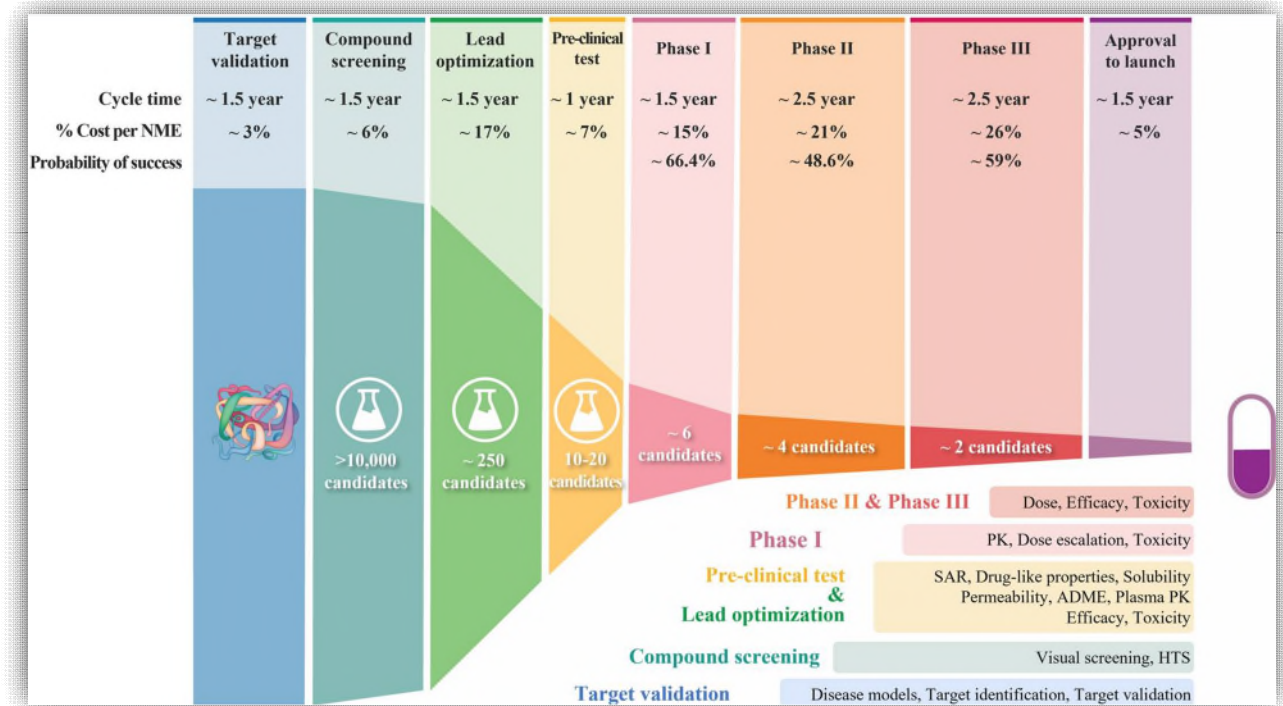 Target validation
Compound screening
Lead optimization
Pre-clinical test
Phase I
Phase II
Phase III
Approval to launch
Cycle time ~ 1.5 year ~ 1.5 year ~ 1.5 year ~ 1 year ~ 1.5 year ~ 2.5 year ~ 2.5 year ~ 1.5 year
% Cost per NME ~ 3% ~ 6% ~ 17% ~ 7% ~ 15% ~ 21% ~ 26% ~ 5%
Probability of success ~ 66.4% ~ 48.6% ~ 59%
>10,000
candidates
~ 250
candidates
10-20
candidates
~ 6
candidates
~ 4 candidates
~ 2 candidates
Phase II & Phase III Dose, Efficacy, Toxicity
Phase I PK, Dose escalation, Toxicity
Pre-clinical test
&
Lead optimization
SAR, Drug-like properties, Solubility
Permeability, ADME, Plasma PK
Efficacy, Toxicity
Compound screening Visual screening, HTS
Target validation Disease models, Target identification, Target validation